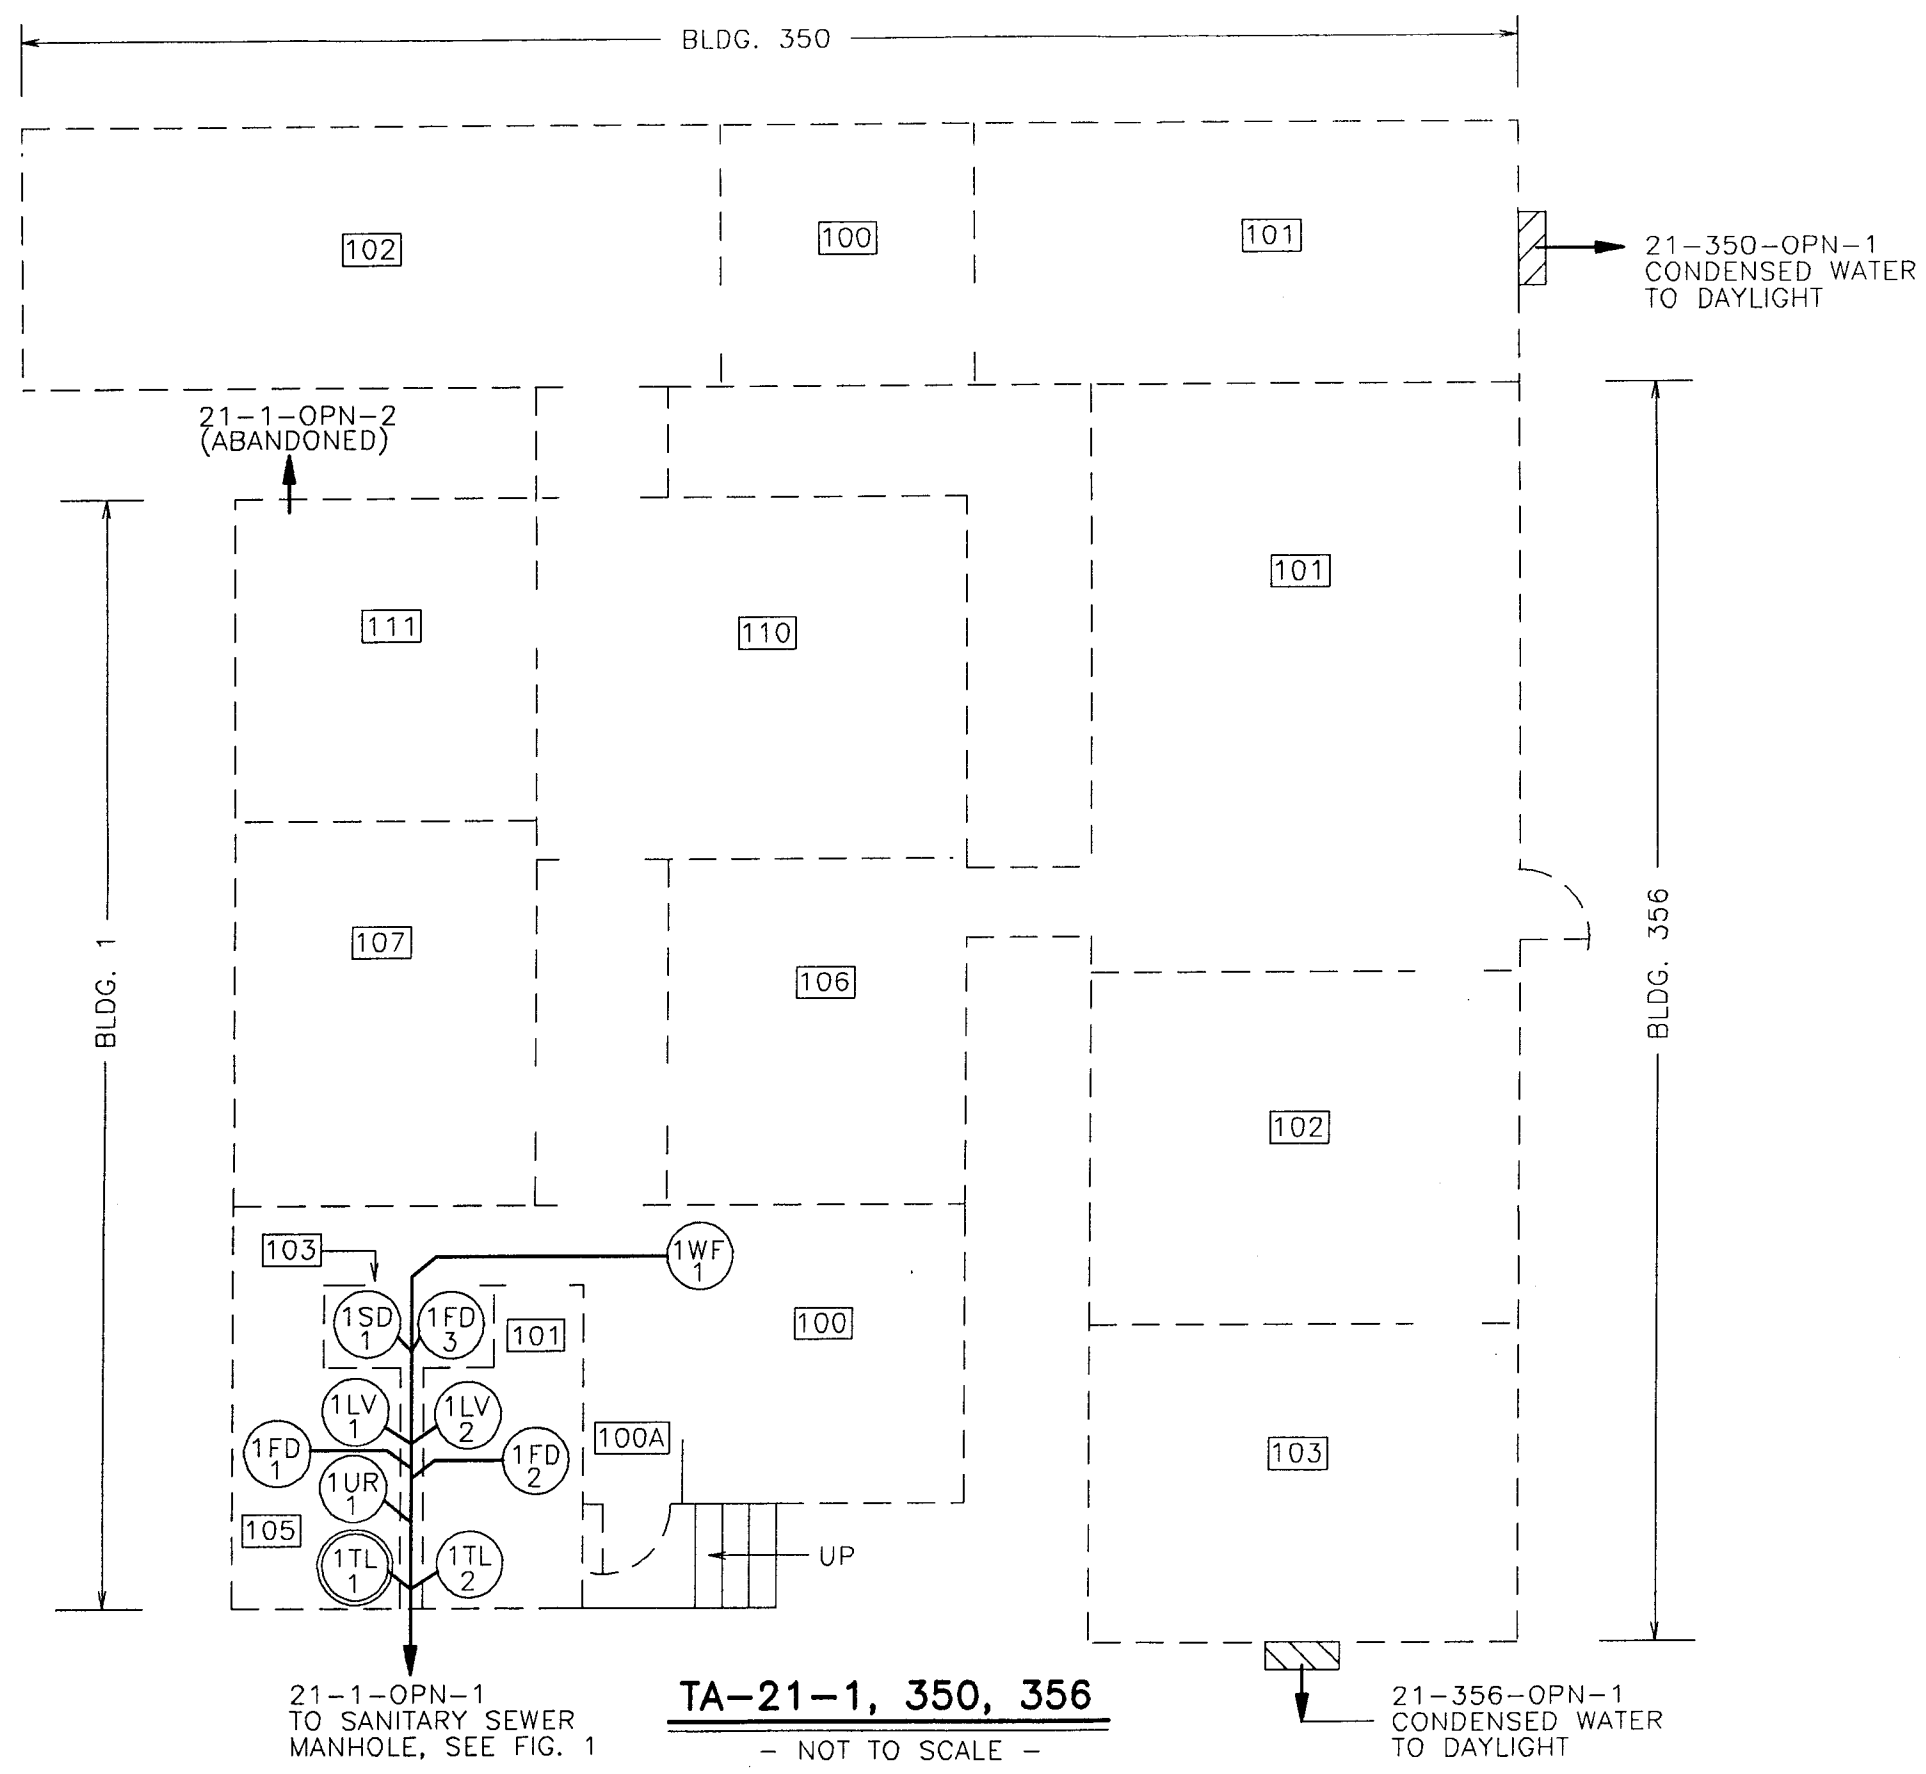 BLDG. 350
102
100
101
21-350-OPN-1
CONDENSED WATER
TO DAYLIGHT
21-1-OPN-2
(ABANDONED)
101
111
110
BLDG. 1
BLDG. 356
107
106
102
103
1WF
1
1SD
1
1FD
3
101
100
1LV
1
1LV
2
1FD
1
1FD
2
100A
103
1UR
1
105
1TL
1
1TL
2
UP
21-1-OPN-1
TO SANITARY SEWER
MANHOLE, SEE FIG. 1
TA-21-1, 350, 356
- NOT TO SCALE -
21-356-OPN-1
CONDENSED WATER
TO DAYLIGHT